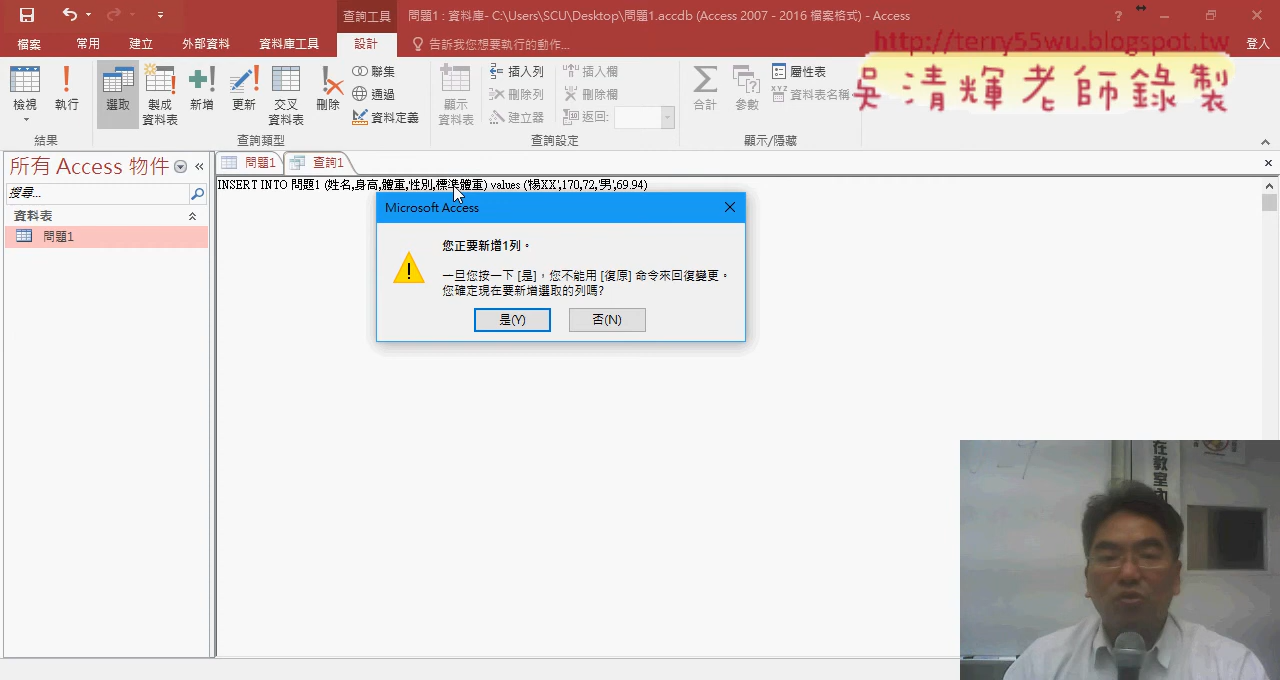 查詢工具
問題1 : 資料庫- C:\Users\SCU\Desktop\問題1.accdb (Access 2007 - 2016 檔案格式) - Access
?
檔案 常用 建立 外部資料 資料庫工具 設計 告訴我您想要執行的動作... 登入
http://terry55wu.blogspot.tw
吳清輝老師錄製
檢視 執行 選取 製成資料表 新增 更新 交叉資料表 刪除
聯集
通過
資料定義
顯示資料表
插入列
刪除列
建立器
插入欄
刪除欄
返回:
合計 參數
屬性表
資料表名稱
結果 查詢類型 查詢設定 顯示/隱藏
所有 Access 物件
問題1 查詢1
搜尋...
資料表
問題1
INSERT INTO 問題1 (姓名,身高,體重,性別,標準體重) values ('楊XX',170,72,'男',69.94)
Microsoft Access
您正要新增1列。
一旦您按一下 [是]，您不能用 [復原] 命令來回復變更。
您確定現在要新增選取的列嗎?
是(Y) 否(N)
在教室內